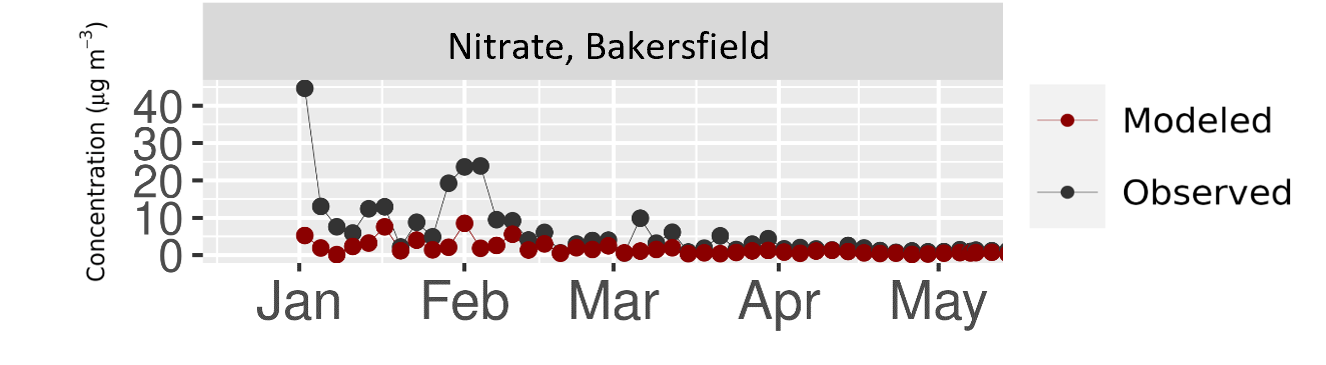 Nitrate, Bakersfield
Concentration (μg m⁻³)
40
30
20
10
0
Jan Feb Mar Apr May
Modeled
Observed